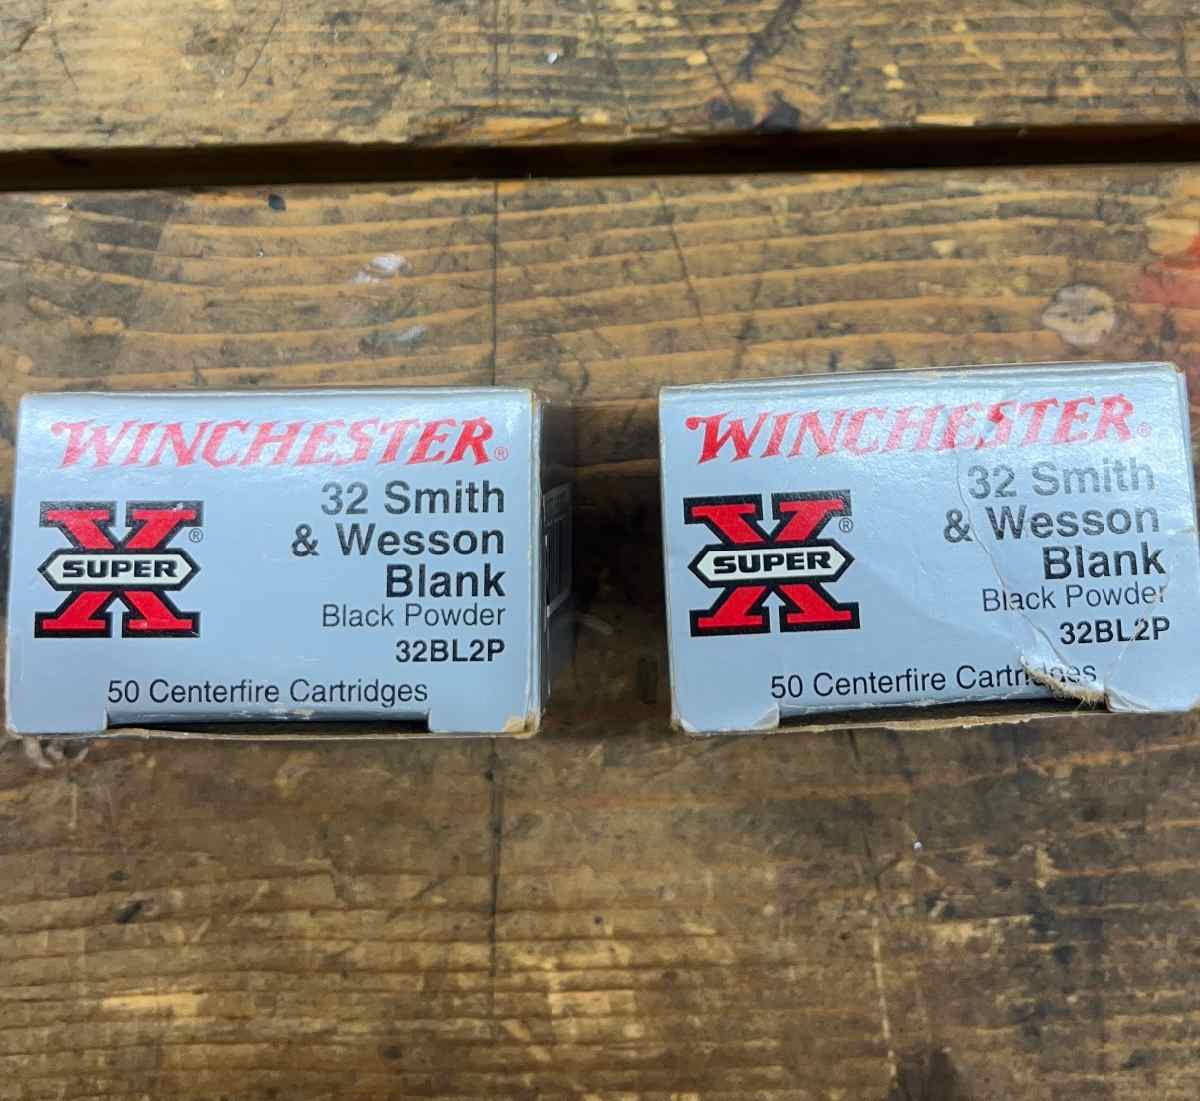 WINCHESTER®
X®
SUPER
32 Smith
& Wesson
Blank
Black Powder
32BL2P
50 Centerfire Cartridges
WINCHESTER®
X®
SUPER
32 Smith
& Wesson
Blank
Black Powder
32BL2P
50 Centerfire Cartridges